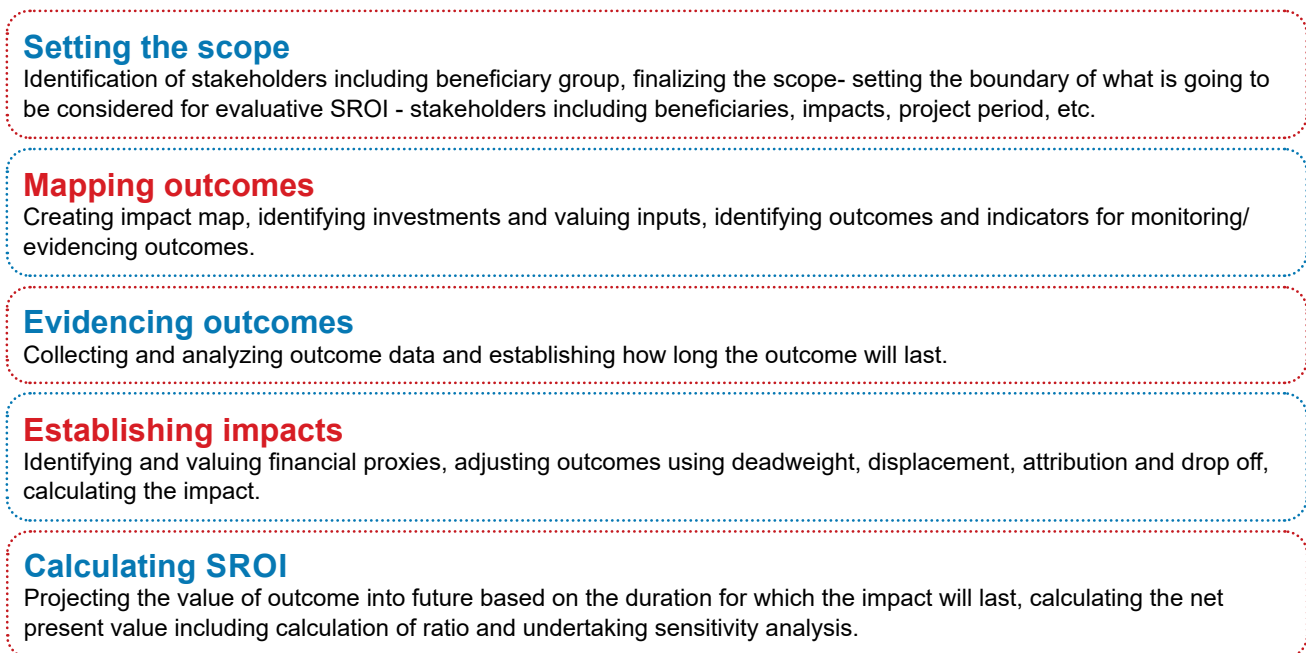 Setting the scope
Identification of stakeholders including beneficiary group, finalizing the scope- setting the boundary of what is going to
be considered for evaluative SROI - stakeholders including beneficiaries, impacts, project period, etc.
Mapping outcomes
Creating impact map, identifying investments and valuing inputs, identifying outcomes and indicators for monitoring/
evidencing outcomes.
Evidencing outcomes
Collecting and analyzing outcome data and establishing how long the outcome will last.
Establishing impacts
Identifying and valuing financial proxies, adjusting outcomes using deadweight, displacement, attribution and drop off,
calculating the impact.
Calculating SROI
Projecting the value of outcome into future based on the duration for which the impact will last, calculating the net
present value including calculation of ratio and undertaking sensitivity analysis.